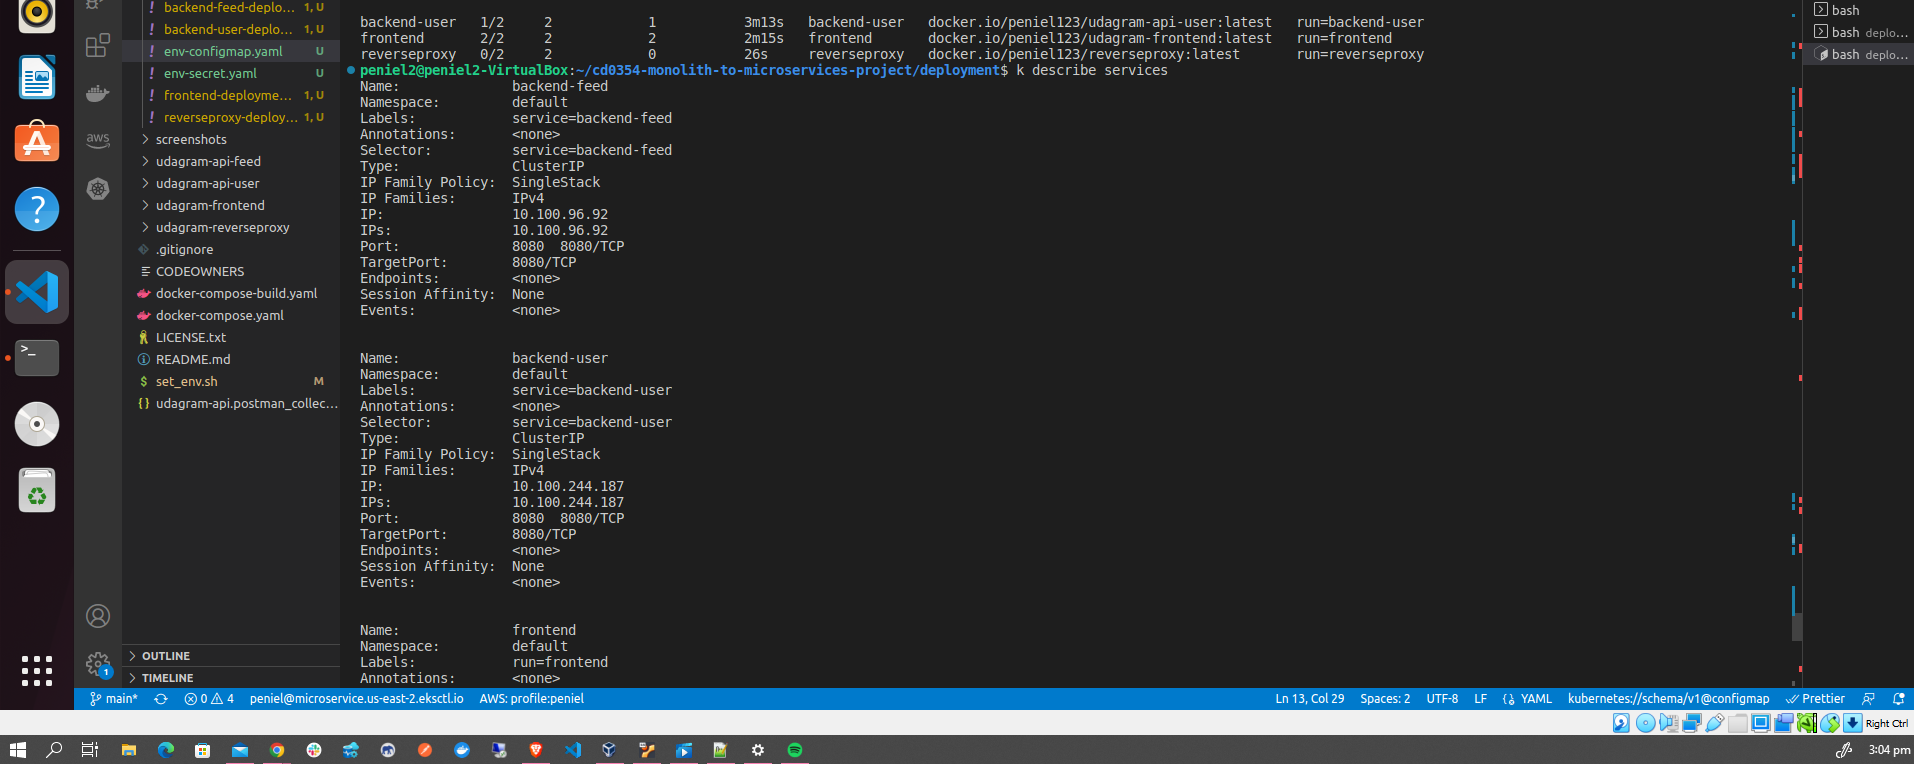 backend-feed-deplo... 1, U
backend-user-deplo... 1, U
env-configmap.yaml U
env-secret.yaml U
frontend-deployme... 1, U
reverseproxy-deploy... 1, U
screenshots
udagram-api-feed
udagram-api-user
udagram-frontend
udagram-reverseproxy
.gitignore
CODEOWNERS
docker-compose-build.yaml
docker-compose.yaml
LICENSE.txt
README.md
set_env.sh M
udagram-api.postman_collec...
OUTLINE
TIMELINE
aws
backend-user 1/2 2 1 3m13s backend-user docker.io/peniel123/udagram-api-user:latest run=backend-user
frontend 2/2 2 2 2m15s frontend docker.io/peniel123/udagram-frontend:latest run=frontend
reverseproxy 0/2 2 0 26s reverseproxy docker.io/peniel123/reverseproxy:latest run=reverseproxy
peniel2@peniel2-VirtualBox:~/cd0354-monolith-to-microservices-project/deployment$ k describe services
Name: backend-feed
Namespace: default
Labels: service=backend-feed
Annotations: <none>
Selector: service=backend-feed
Type: ClusterIP
IP Family Policy: SingleStack
IP Families: IPv4
IP: 10.100.96.92
IPs: 10.100.96.92
Port: 8080 8080/TCP
TargetPort: 8080/TCP
Endpoints: <none>
Session Affinity: None
Events: <none>
Name: backend-user
Namespace: default
Labels: service=backend-user
Annotations: <none>
Selector: service=backend-user
Type: ClusterIP
IP Family Policy: SingleStack
IP Families: IPv4
IP: 10.100.244.187
IPs: 10.100.244.187
Port: 8080 8080/TCP
TargetPort: 8080/TCP
Endpoints: <none>
Session Affinity: None
Events: <none>
Name: frontend
Namespace: default
Labels: run=frontend
Annotations: <none>
bash
bash deplo...
bash deplo...
1
main* 0 4 peniel@microservice.us-east-2.eksctl.io AWS: profile:peniel Ln 13, Col 29 Spaces: 2 UTF-8 LF YAML kubernetes://schema/v1@configmap Prettier
Right Ctrl
3:04 pm